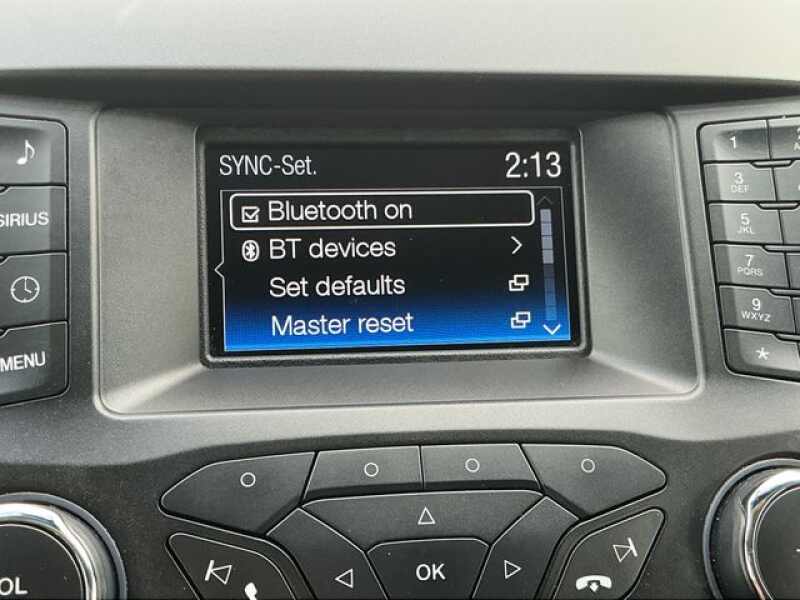 SYNC-Set. 2:13
Bluetooth on
BT devices
Set defaults
Master reset
SIRIUS
MENU
1
3
DEF
5
JKL
7
PQRS
9
WXYZ
*
OK